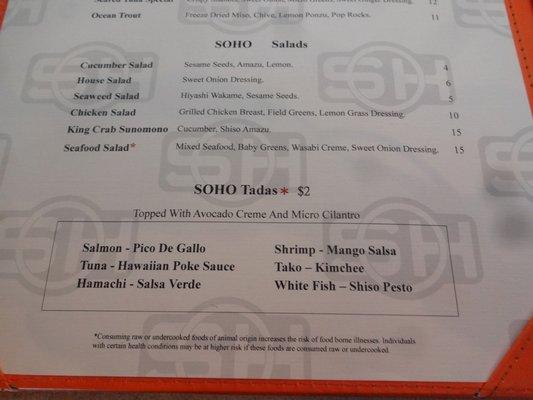 Ocean Trout Freeze Dried Miso, Chive, Lemon Ponzu, Pop Rocks. 11
SOHO Salads
Cucumber Salad Sesame Seeds, Amazu, Lemon. 4
House Salad Sweet Onion Dressing. 6
Seaweed Salad Hiyashi Wakame, Sesame Seeds. 5
Chicken Salad Grilled Chicken Breast, Field Greens, Lemon Grass Dressing. 10
King Crab Sunomono Cucumber, Shiso Amazu. 15
Seafood Salad* Mixed Seafood, Baby Greens, Wasabi Creme, Sweet Onion Dressing. 15
SOHO Tadas* $2
Topped With Avocado Creme And Micro Cilantro
Salmon - Pico De Gallo Shrimp - Mango Salsa
Tuna - Hawaiian Poke Sauce Tako – Kimchee
Hamachi - Salsa Verde White Fish – Shiso Pesto
*Consuming raw or undercooked foods of animal origin increases the risk of food borne illnesses. Individuals
with certain health conditions may be at higher risk if these foods are consumed raw or undercooked.